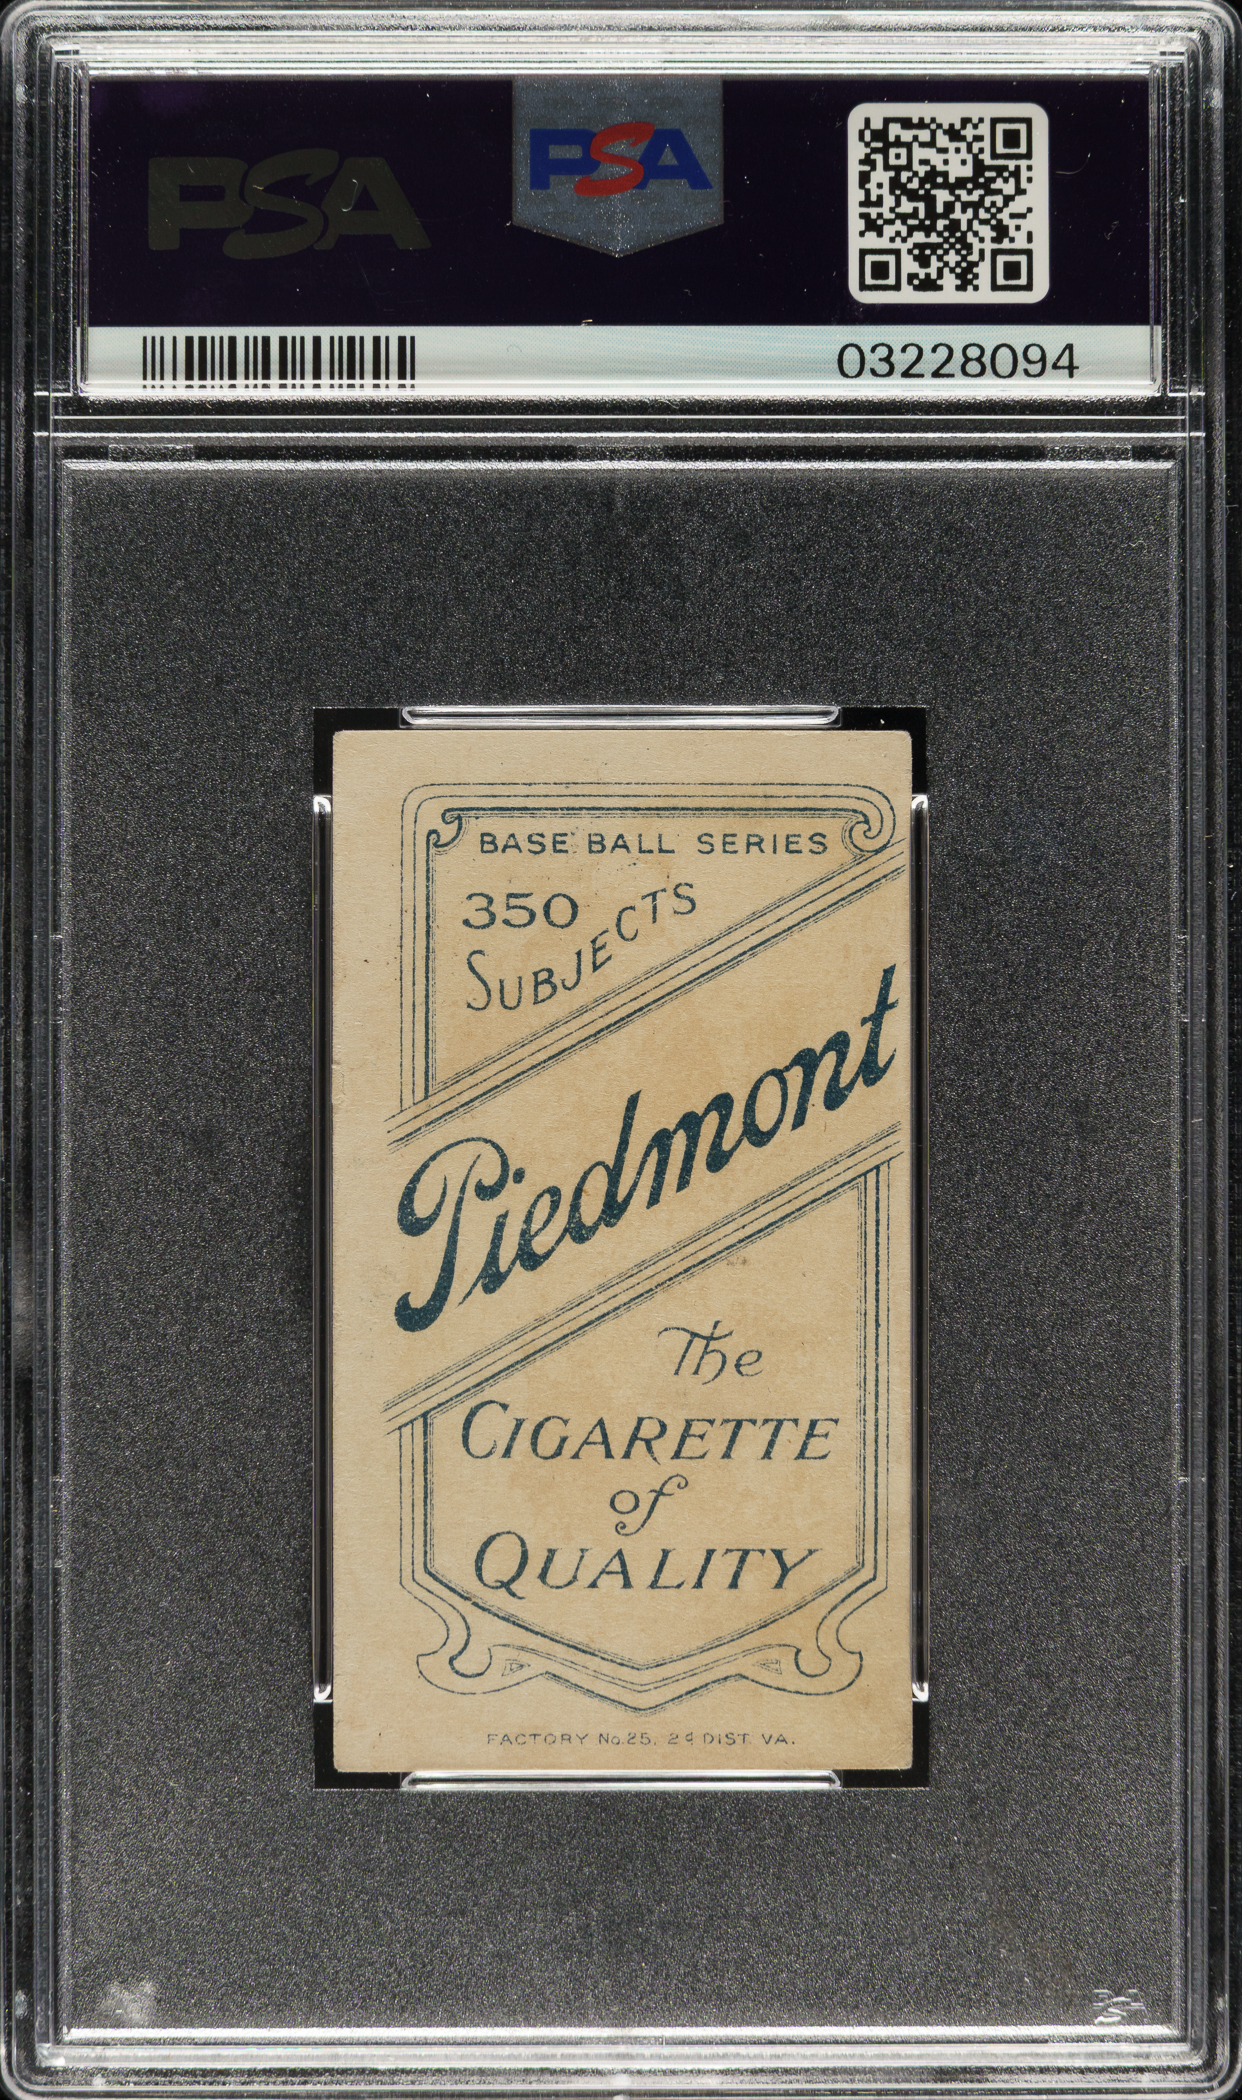 PSA
PSA
03228094
BASE BALL SERIES
350
SUBJECTS
Piedmont
The
CIGARETTE
of
QUALITY
FACTORY No. 25, 2d DIST. VA.